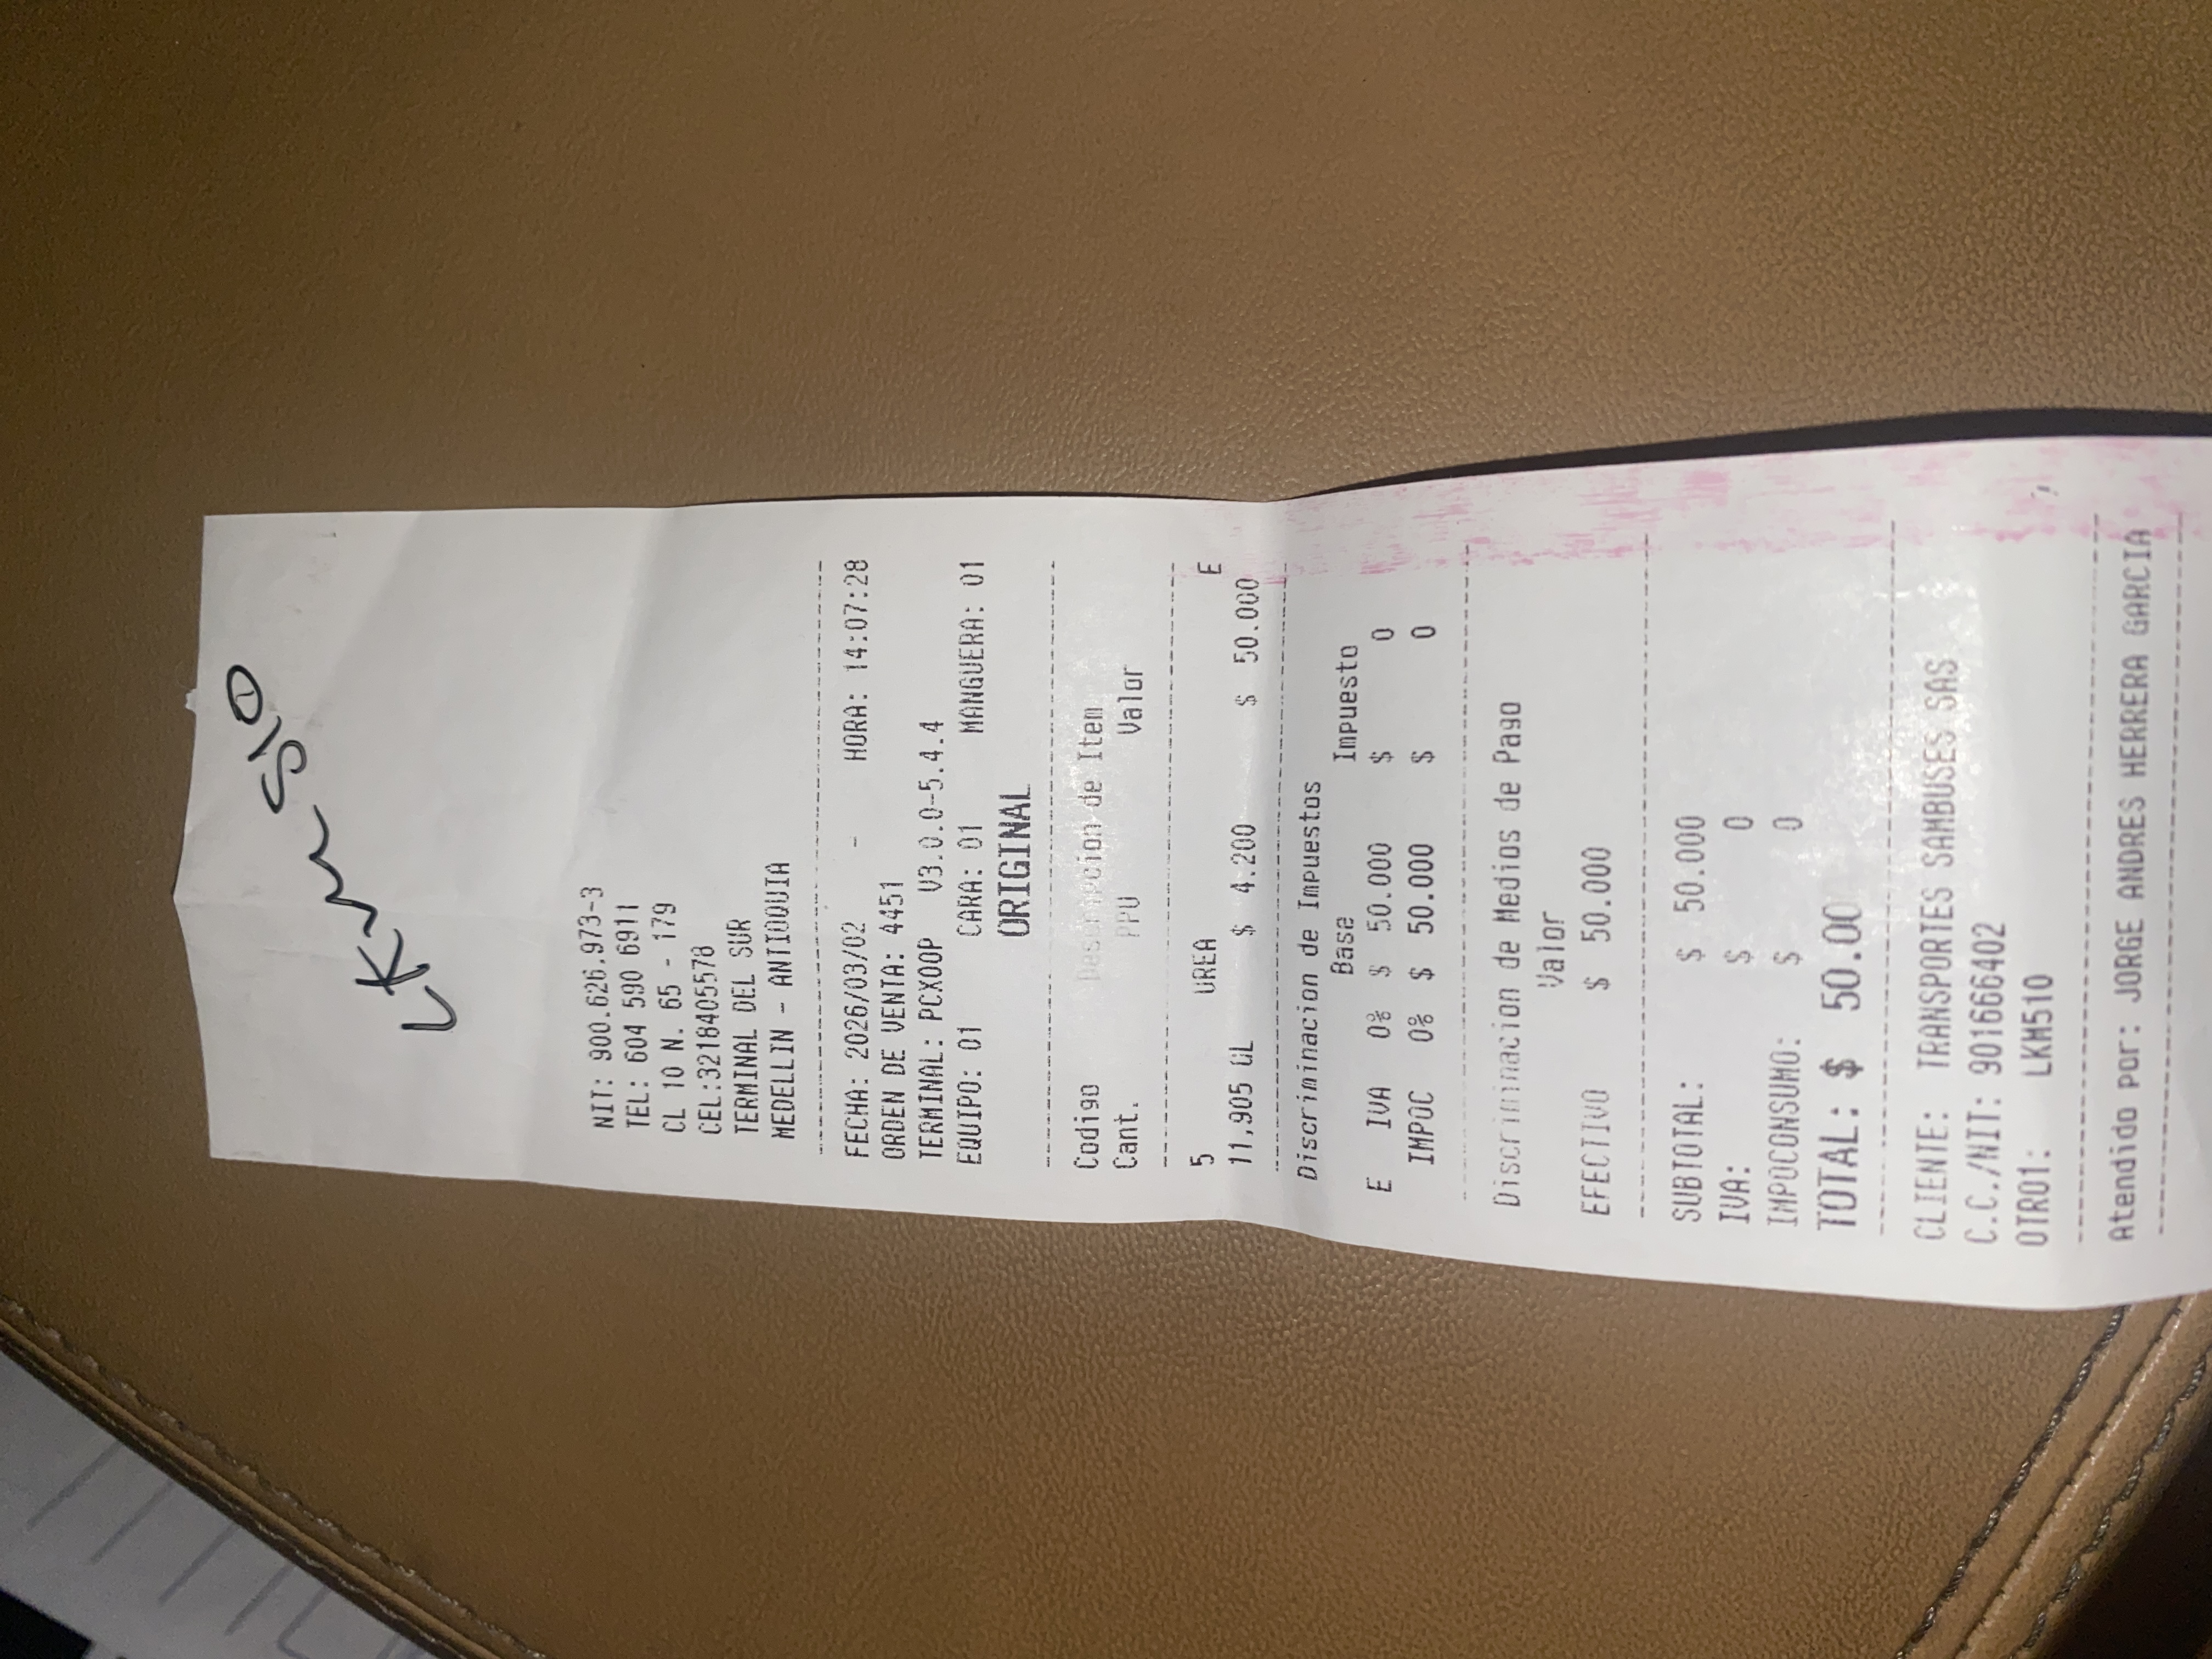 LKM 510
NIT: 900.626.973-3
TEL: 604 590 6911
CL 10 N. 65 - 179
CEL:3218405578
TERMINAL DEL SUR
MEDELLIN - ANTIOQUIA
FECHA: 2026/03/02 - HORA: 14:07:28
ORDEN DE VENTA: 4451
TERMINAL: PCX00P V3.0.0-5.4.4
EQUIPO: 01 CARA: 01 MANGUERA: 01
ORIGINAL
Codigo Descripcion de Item
Cant. PPU Valor
5 UREA E
11,905 GL $ 4.200 $ 50.000
Discriminacion de Impuestos
Base Impuesto
E IVA 0% $ 50.000 $ 0
IMPOC 0% $ 50.000 $ 0
Discriminacion de Medios de Pago
Valor
EFECTIVO $ 50.000
SUBTOTAL: $ 50.000
IVA: $ 0
IMPOCONSUMO: $ 0
TOTAL: $ 50.00
CLIENTE: TRANSPORTES SAMBUSES SAS
C.C./NIT: 901666402
OTRO1: LKM510
Atendido por: JORGE ANDRES HERRERA GARCIA